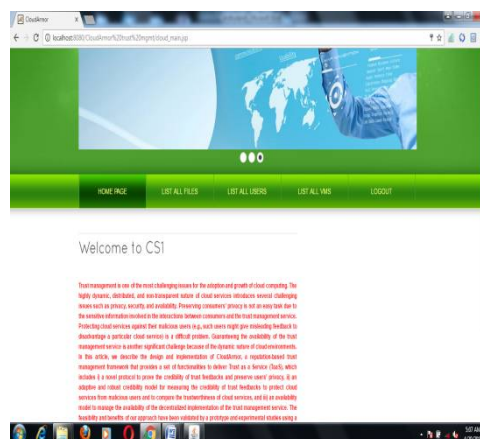 CloudArmor
localhost:8080/CloudArmor%20trust%20mgmt/cloud_main.jsp
HOME PAGE LIST ALL FILES LIST ALL USERS LIST ALL VMS LOGOUT
Welcome to CS1
Trust management is one of the most challenging issues for the adoption and growth of cloud computing. The
highly dynamic, distributed, and non-transparent nature of cloud services introduces several challenging
issues such as privacy, security, and availability. Preserving consumers' privacy is not an easy task due to
the sensitive information involved in the interactions between consumers and the trust management service.
Protecting cloud services against their malicious users (e.g., such users might give misleading feedback to
disadvantage a particular cloud service) is a difficult problem. Guaranteeing the availability of the trust
management service is another significant challenge because of the dynamic nature of cloud environments.
In this article, we describe the design and implementation of CloudArmor, a reputation-based trust
management framework that provides a set of functionalities to deliver Trust as a Service (TaaS), which
includes i) a novel protocol to prove the credibility of trust feedbacks and preserve users' privacy, ii) an
adaptive and robust credibility model for measuring the credibility of trust feedbacks to protect cloud
services from malicious users and to compare the trustworthiness of cloud services, and iii) an availability
model to manage the availability of the decentralized implementation of the trust management service. The
feasibility and benefits of our approach have been validated by a prototype and experimental studies using a
5:07 AM